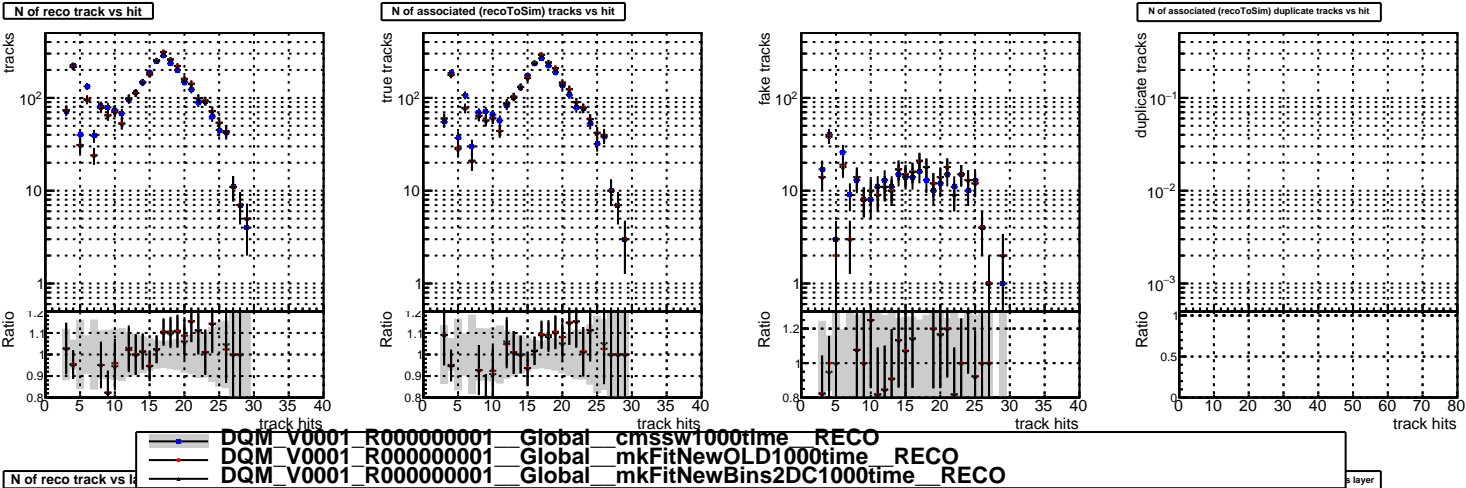 N of reco track vs hit
N of associated (recoToSim) tracks vs hit
N of associated (recoToSim) duplicate tracks vs hit
tracks
10²
10
1
Ratio
1.2
1.1
1
0.9
0.8
0 5 10 15 20 25 30 35 40
track hits
true tracks
10²
10
1
Ratio
1.2
1.1
1
0.9
0.8
0 5 10 15 20 25 30 35 40
track hits
fake tracks
10²
10
1
Ratio
1.2
1
0.8
0 5 10 15 20 25 30 35 40
track hits
duplicate tracks
10⁻¹
10⁻²
10⁻³
Ratio
1
0.5
0
0 10 20 30 40 50 60 70 80
track hits
DQM_V0001_R000000001__Global__cmssw1000time__RECO
DQM_V0001_R000000001__Global__mkFitNewOLD1000time__RECO
DQM_V0001_R000000001__Global__mkFitNewBins2DC1000time__RECO
N of reco track vs
layer